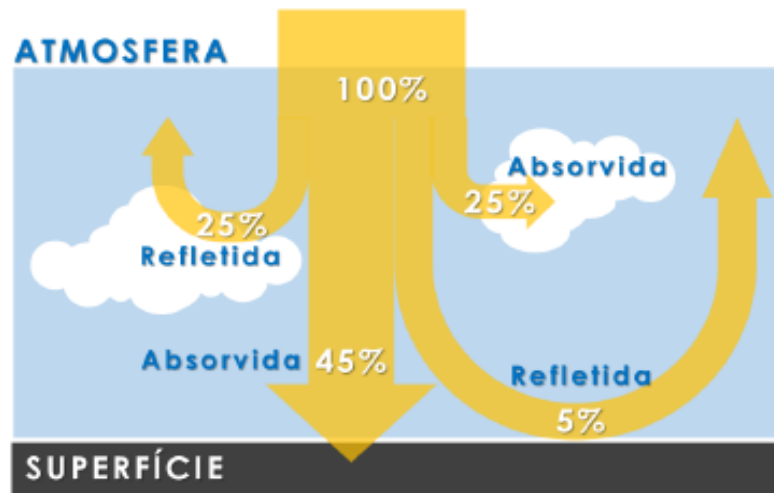 ATMOSFERA
100%
Absorvida
25%
25%
Refletida
Absorvida 45%
Refletida
5%
SUPERFÍCIE